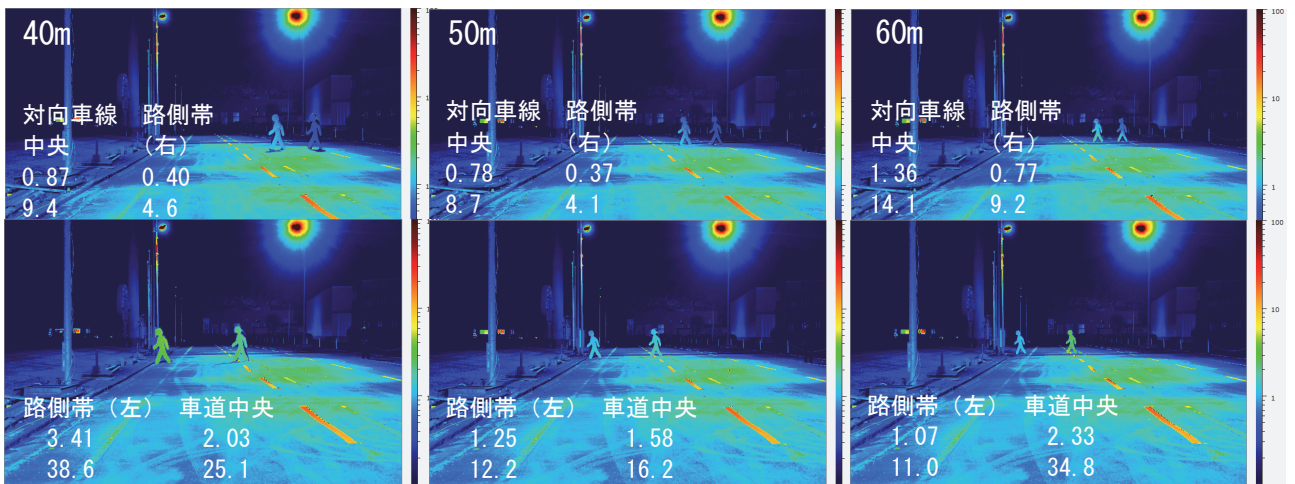 40m
対向車線 路側帯
中央 （右）
0.87 0.40
9.4 4.6
50m
対向車線 路側帯
中央 （右）
0.78 0.37
8.7 4.1
60m
対向車線 路側帯
中央 （右）
1.36 0.77
14.1 9.2
100
10
1
路側帯（左） 車道中央
3.41 2.03
38.6 25.1
路側帯（左） 車道中央
1.25 1.58
12.2 16.2
路側帯（左） 車道中央
1.07 2.33
11.0 34.8
100
10
1